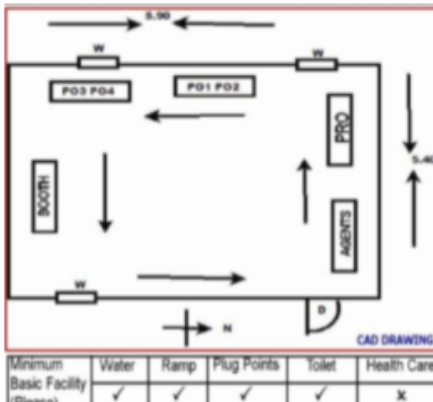 5.90
W
W
PO3 PO4
PO1 PO2
PRO
5.40
BOOTH
AGENTS
W
D
N
CAD DRAWING
Minimum Water Ramp Plug Points Toilet Health Care
Basic Facility ✓ ✓ ✓ ✓ x